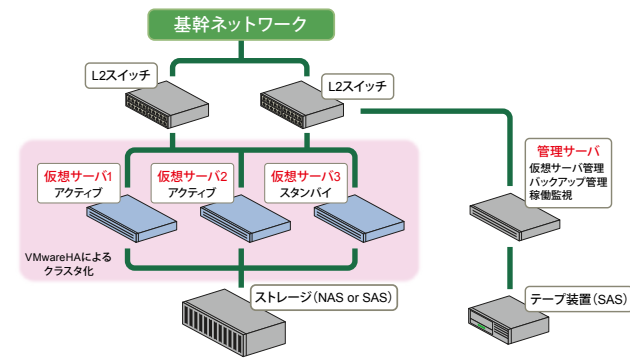 基幹ネットワーク
L2スイッチ
L2スイッチ
仮想サーバ1
アクティブ
仮想サーバ2
アクティブ
仮想サーバ3
スタンバイ
管理サーバ
仮想サーバ管理
バックアップ管理
稼働監視
VMwareHAによる
クラスタ化
ストレージ(NAS or SAS)
テープ装置(SAS)